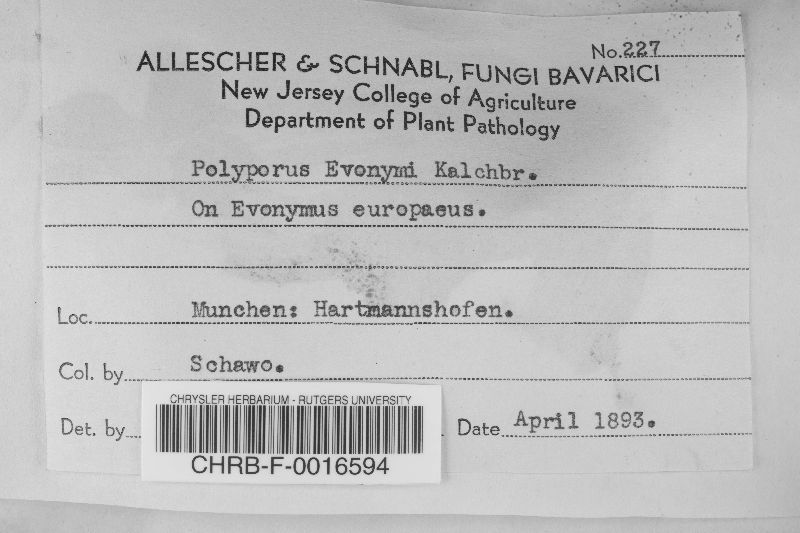 No. 227
ALLESCHER & SCHNABL, FUNGI BAVARICI
New Jersey College of Agriculture
Department of Plant Pathology
Polyporus Evonymi Kalchbr.
On Evonymus europaeus.
Loc. Munchen: Hartmannshofen.
Col. by Schawo.
Det. by
Date April 1893.
CHRYSLER HERBARIUM - RUTGERS UNIVERSITY
CHRB-F-0016594